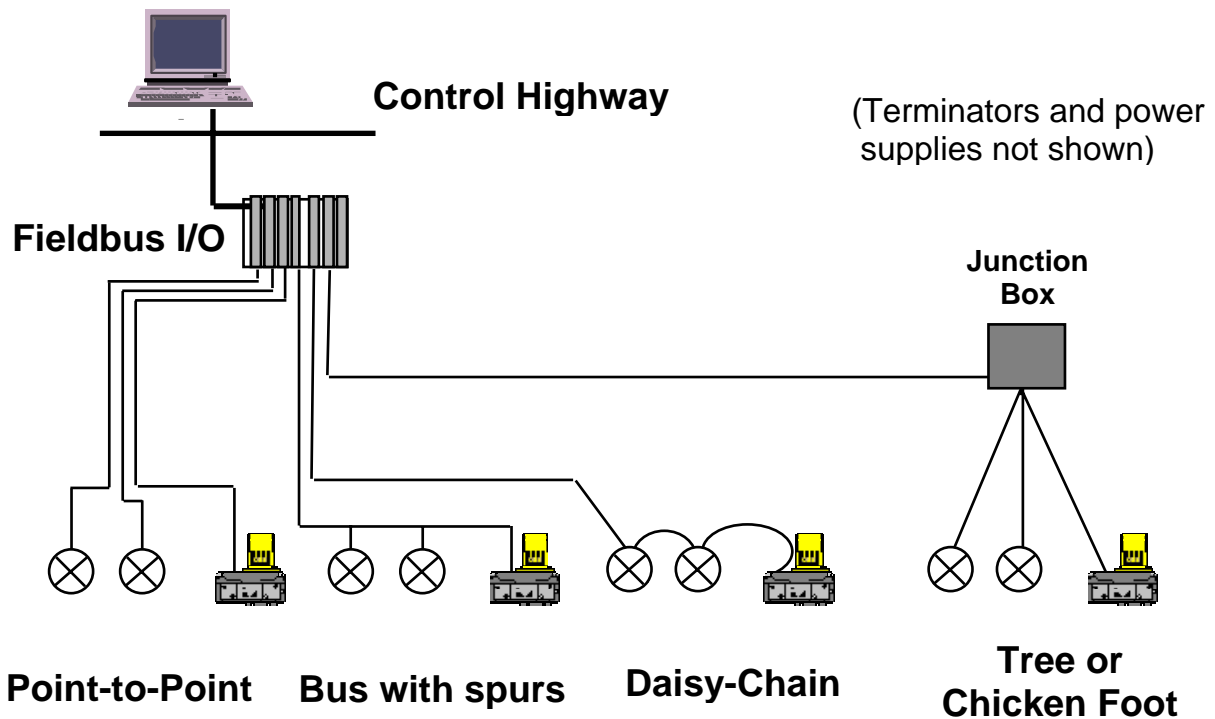 Control Highway
(Terminators and power
supplies not shown)
Fieldbus I/O
Junction
Box
Point-to-Point
Bus with spurs
Daisy-Chain
Tree or
Chicken Foot